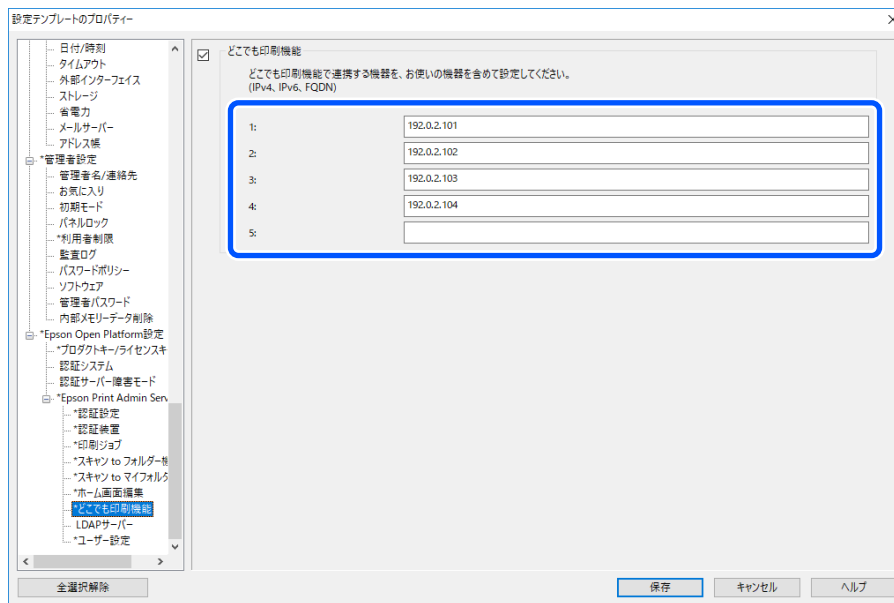 設定テンプレートのプロパティー
日付/時刻
タイムアウト
外部インターフェイス
ストレージ
省電力
メールサーバー
アドレス帳
*管理者設定
管理者名/連絡先
お気に入り
初期モード
パネルロック
*利用者制限
監査ログ
パスワードポリシー
ソフトウェア
管理者パスワード
内部メモリーデータ削除
*Epson Open Platform設定
*プロダクトキー/ライセンスキ
認証システム
認証サーバー障害モード
*Epson Print Admin Serv
*認証設定
*認証装置
*印刷ジョブ
*スキャン to フォルダー機
*スキャン to マイフォルダ
*ホーム画面編集
*どこでも印刷機能
LDAPサーバー
*ユーザー設定
どこでも印刷機能
どこでも印刷機能で連携する機器を、お使いの機器を含めて設定してください。
(IPv4、IPv6、FQDN)
1: 192.0.2.101
2: 192.0.2.102
3: 192.0.2.103
4: 192.0.2.104
5:
全選択解除 保存 キャンセル ヘルプ